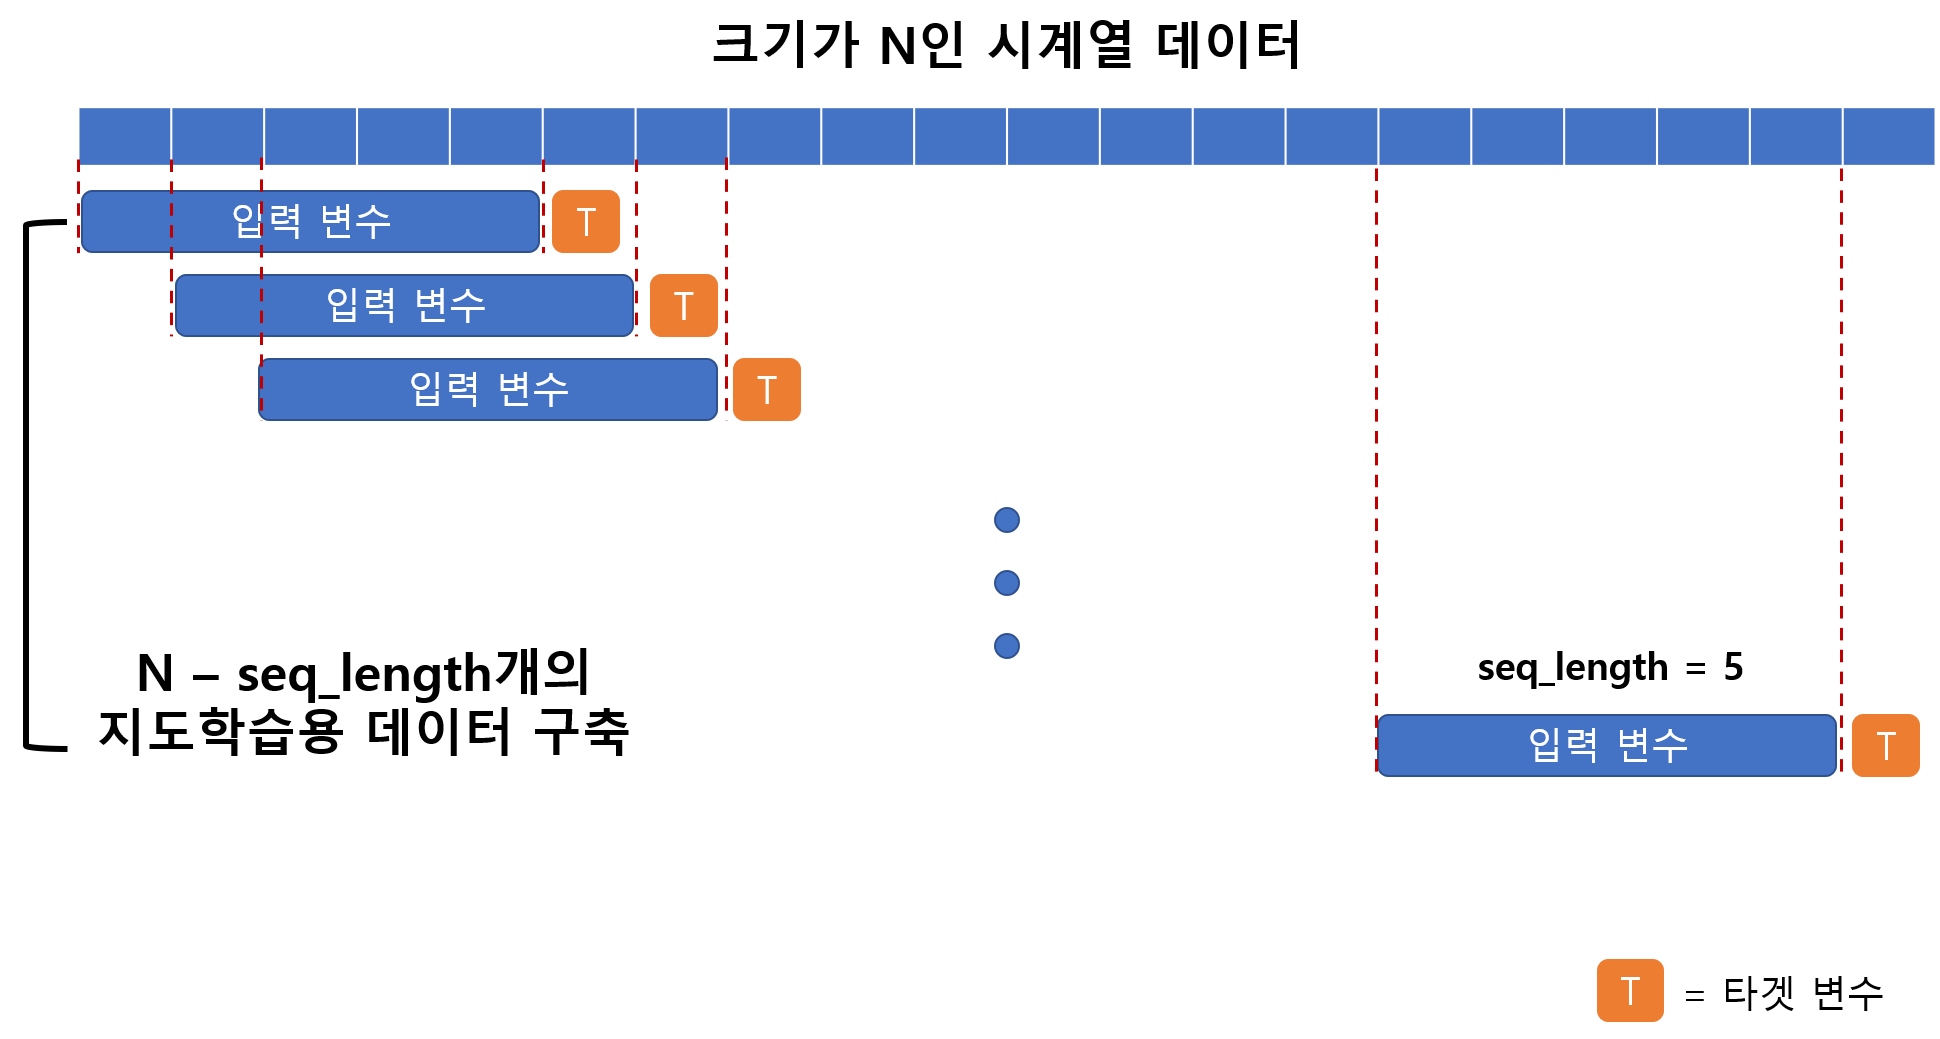 크기가 N인 시계열 데이터
입력 변수 T
입력 변수 T
입력 변수 T
N – seq_length개의
지도학습용 데이터 구축
seq_length = 5
입력 변수 T
T = 타겟 변수